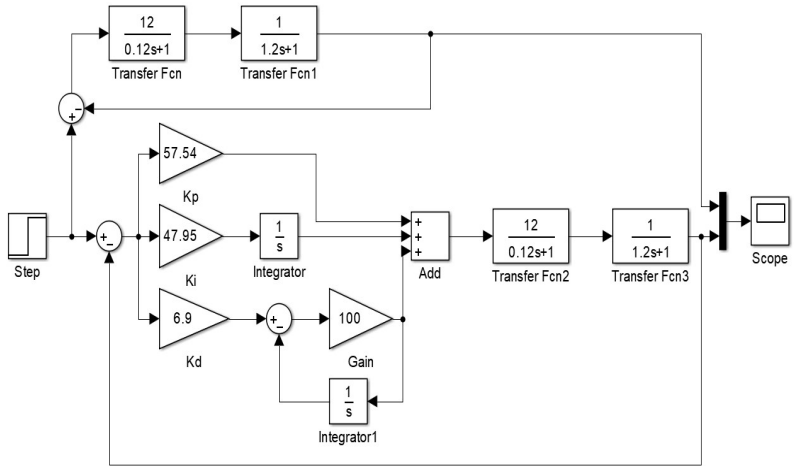 12
0.12s+1
Transfer Fcn
1
1.2s+1
Transfer Fcn1
−
+
57.54
Kp
Step
+
−
47.95
Ki
1
s
Integrator
+
+
+
Add
12
0.12s+1
Transfer Fcn2
1
1.2s+1
Transfer Fcn3
Scope
6.9
Kd
+
−
100
Gain
1
s
Integrator1